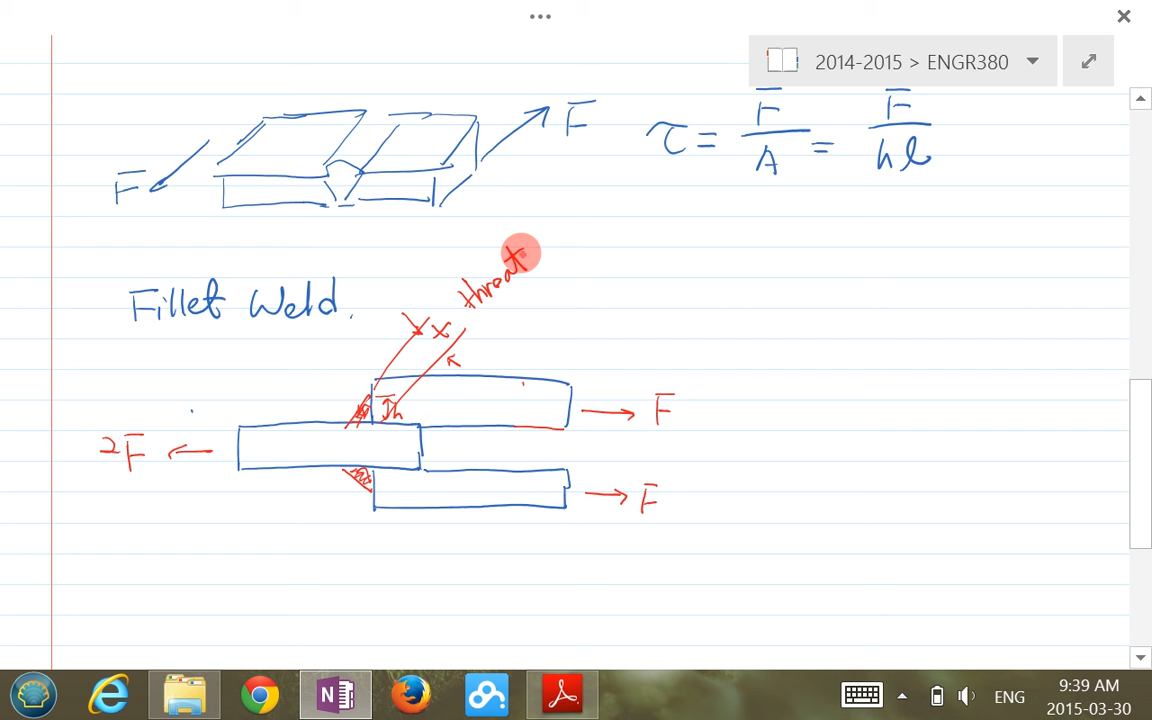 2014-2015 > ENGR380
F F τ = F/A = F/hl
throat
Fillet Weld.
h
F
2F
F
N
ENG
9:39 AM
2015-03-30